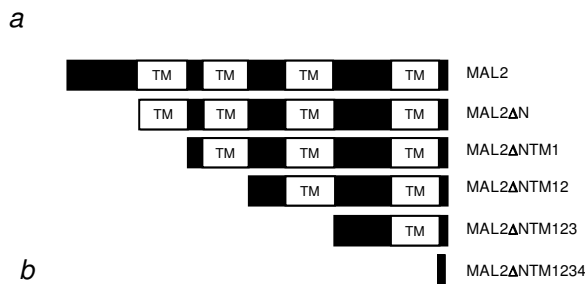 a
TM TM TM TM MAL2
TM TM TM TM MAL2ΔN
TM TM TM MAL2ΔNTM1
TM TM MAL2ΔNTM12
TM MAL2ΔNTM123
b MAL2ΔNTM1234